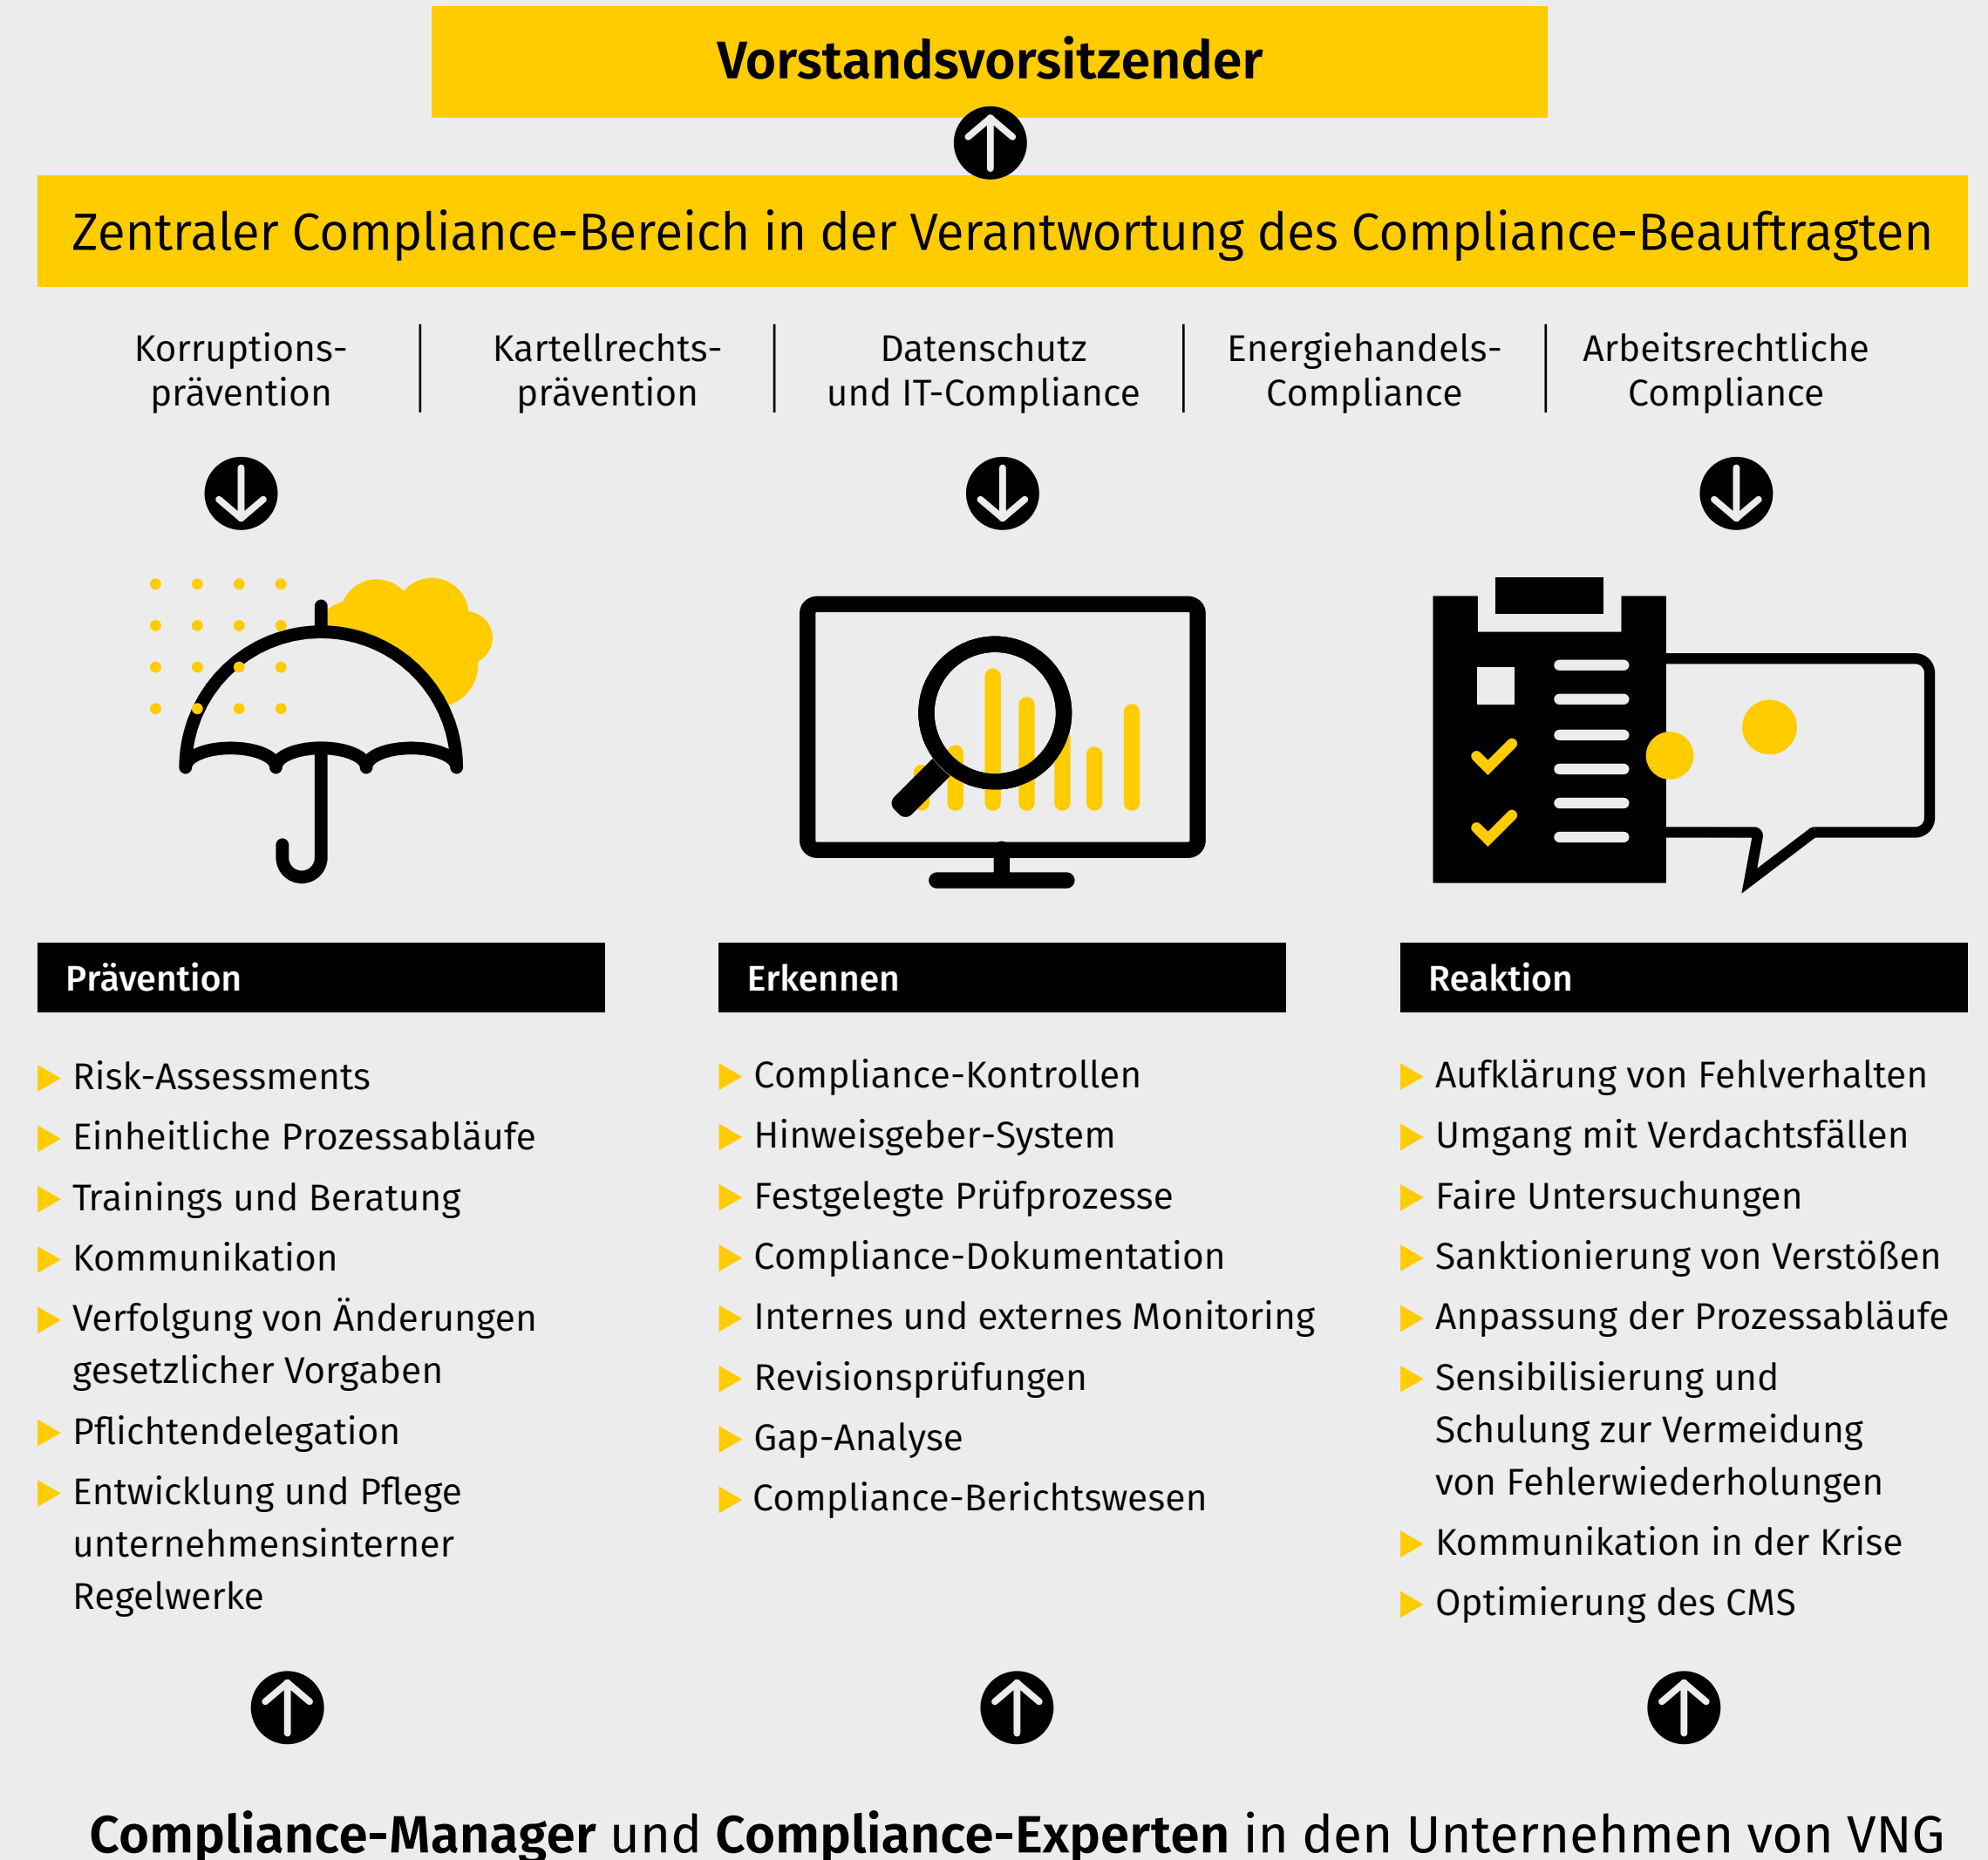 Vorstandsvorsitzender
Zentraler Compliance-Bereich in der Verantwortung des Compliance-Beauftragten
Korruptions-
prävention
Kartellrechts-
prävention
Datenschutz
und IT-Compliance
Energiehandels-
Compliance
Arbeitsrechtliche
Compliance
Prävention
Risk-Assessments
Einheitliche Prozessabläufe
Trainings und Beratung
Kommunikation
Verfolgung von Änderungen
gesetzlicher Vorgaben
Pflichtendelegation
Entwicklung und Pflege
unternehmensinterner
Regelwerke
Erkennen
Compliance-Kontrollen
Hinweisgeber-System
Festgelegte Prüfprozesse
Compliance-Dokumentation
Internes und externes Monitoring
Revisionsprüfungen
Gap-Analyse
Compliance-Berichtswesen
Reaktion
Aufklärung von Fehlverhalten
Umgang mit Verdachtsfällen
Faire Untersuchungen
Sanktionierung von Verstößen
Anpassung der Prozessabläufe
Sensibilisierung und
Schulung zur Vermeidung
von Fehlerwiederholungen
Kommunikation in der Krise
Optimierung des CMS
Compliance-Manager und Compliance-Experten in den Unternehmen von VNG